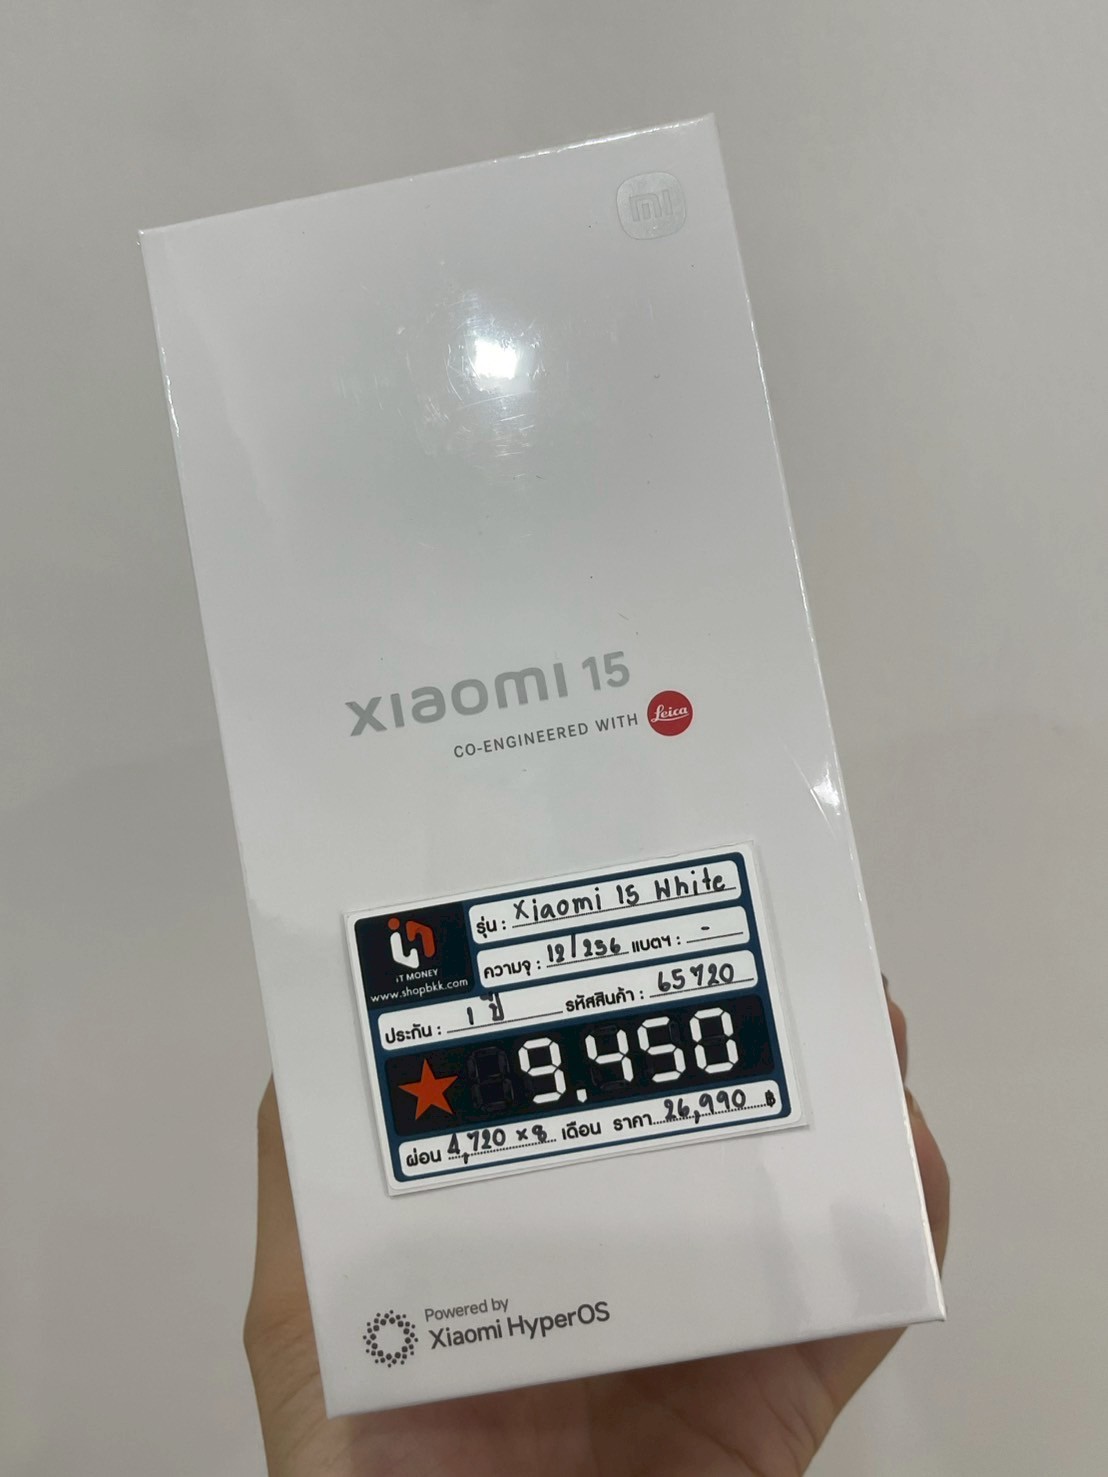 mi
xiaomi 15
CO-ENGINEERED WITH Leica
รุ่น : Xiaomi 15 White
iT MONEY
www.shopbkk.com
ความจุ : 12/256 แบตฯ : -
ประกัน : 1 ปี รหัสสินค้า : 65720
9,450
ผ่อน 4,720 x 8 เดือน ราคา 26,990 ฿
Powered by
Xiaomi HyperOS